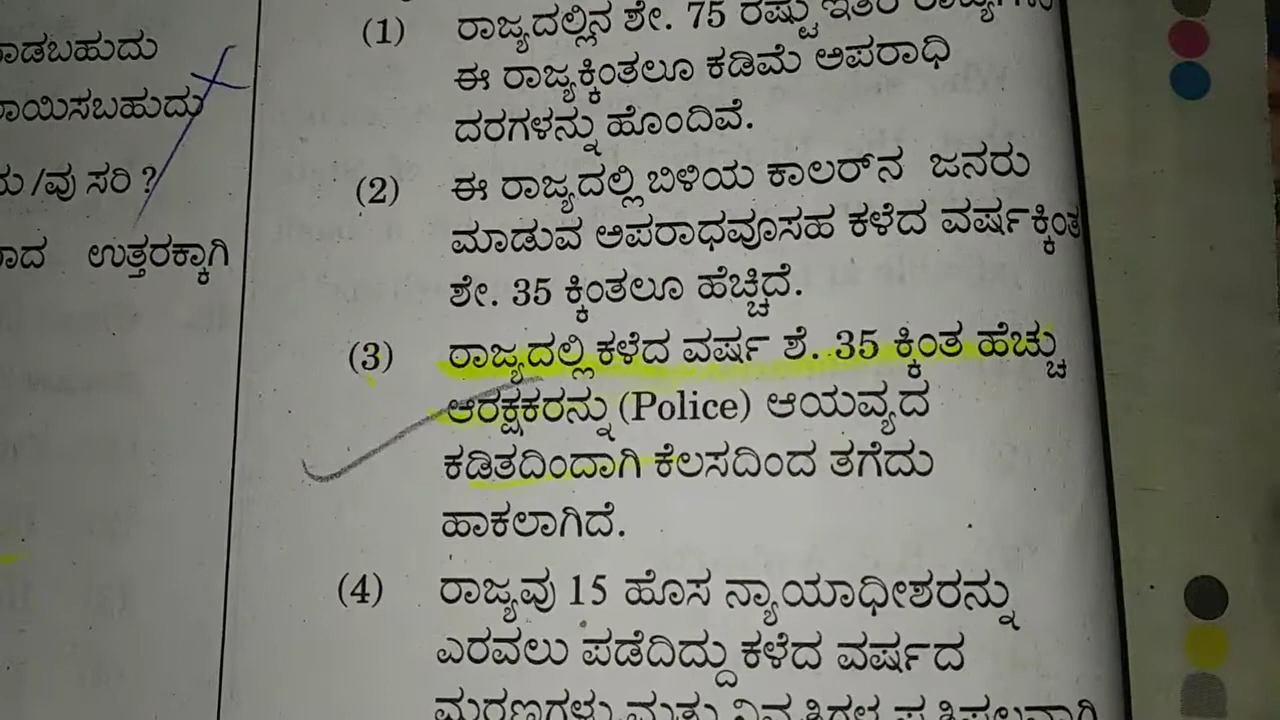 (1) ರಾಜ್ಯದಲ್ಲಿನ ಶೇ. 75 ರಷ್ಟು ಇತರ
ಈ ರಾಜ್ಯಕ್ಕಿಂತಲೂ ಕಡಿಮೆ ಅಪರಾಧಿ
ದರಗಳನ್ನು ಹೊಂದಿವೆ.
(2) ಈ ರಾಜ್ಯದಲ್ಲಿ ಬಿಳಿಯ ಕಾಲರ್‌ನ ಜನರು
ಮಾಡುವ ಅಪರಾಧವೂಸಹ ಕಳೆದ ವರ್ಷಕ್ಕಿಂತ
ಶೇ. 35 ಕ್ಕಿಂತಲೂ ಹೆಚ್ಚಿದೆ.
(3) ರಾಜ್ಯದಲ್ಲಿ ಕಳೆದ ವರ್ಷ ಶೆ. 35 ಕ್ಕಿಂತ ಹೆಚ್ಚು
ಆರಕ್ಷಕರನ್ನು (Police) ಆಯವ್ಯದ
ಕಡಿತದಿಂದಾಗಿ ಕೆಲಸದಿಂದ ತಗೆದು
ಹಾಕಲಾಗಿದೆ.
(4) ರಾಜ್ಯವು 15 ಹೊಸ ನ್ಯಾಯಾಧೀಶರನ್ನು
ಎರವಲು ಪಡೆದಿದ್ದು ಕಳೆದ ವರ್ಷದ
ಸರಿ ?
ಉತ್ತರಕ್ಕಾಗಿ